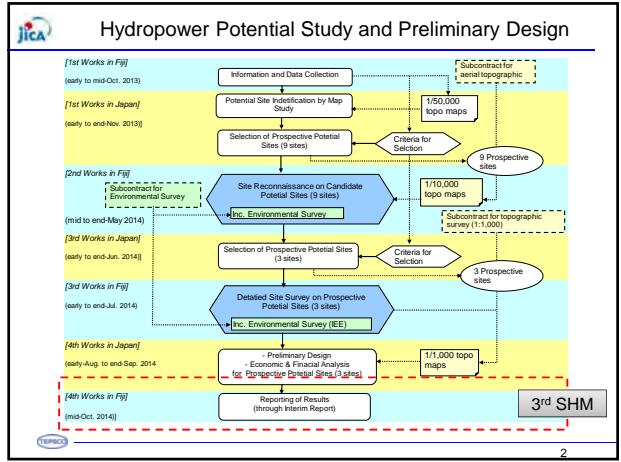 jica
Hydropower Potential Study and Preliminary Design
[1st Works in Fiji]
(early to mid-Oct. 2013)
Information and Data Collection
Subcontract for
aerial topographic
[1st Works in Japan]
(early to end-Nov. 2013)]
Potential Site Indetification by Map
Study
1/50,000
topo maps
Selection of Prospective Potetial
Sites (9 sites)
Criteria for
Selction
9 Prospective
sites
[2nd Works in Fiji]
Subcontract for
Environmental Survey
(mid to end-May 2014)
Site Reconnaissance on Candidate
Potetial Sites (9 sites)
Inc. Environmental Survey
1/10,000
topo maps
Subcontract for topographic
survey (1:1,000)
[3rd Works in Japan]
(early to end-Jun. 2014)]
Selection of Prospective Potetial Sites
(3 sites)
Criteria for
Selction
3 Prospective
sites
[3rd Works in Fiji]
(early to end-Jul. 2014)
Detatied Site Survey on Prospective
Potetial Sites (3 sites)
Inc. Environmental Survey (IEE)
[4th Works in Japan]
(early-Aug. to end-Sep. 2014
- Preliminary Design
- Economic & Finacial Analysis
for Prospective Potetial Sites (3 sites)
1/1,000 topo
maps
[4th Works in Fiji]
(mid-Oct. 2014)]
Reporting of Results
(through Interim Report)
3rd SHM
TEPSCO
2